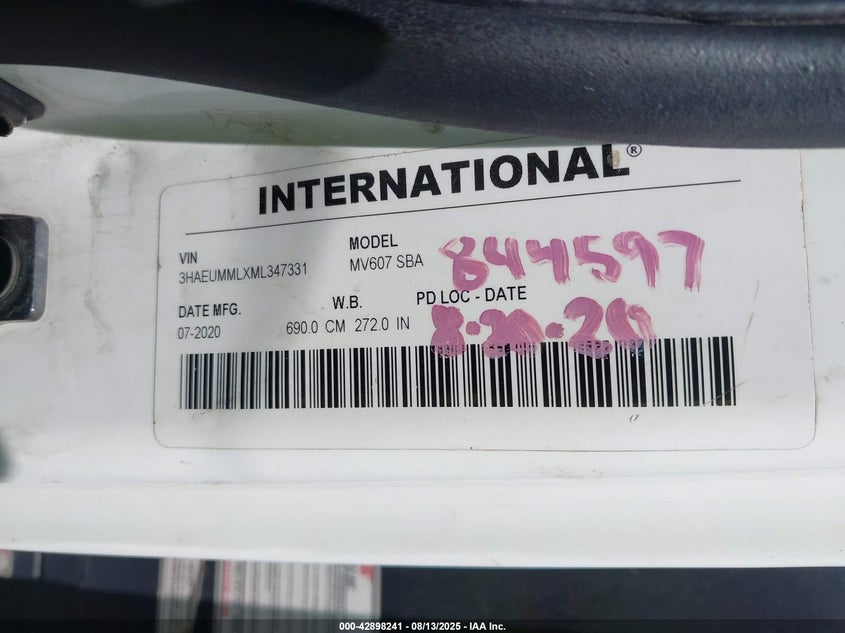 INTERNATIONAL®
VIN
3HAEUMMLXML347331
MODEL
MV607 SBA
844597
DATE MFG.
07-2020
W.B.
690.0 CM 272.0 IN
PD LOC - DATE
8-20-20
000-42898241 - 08/13/2025 - IAA Inc.